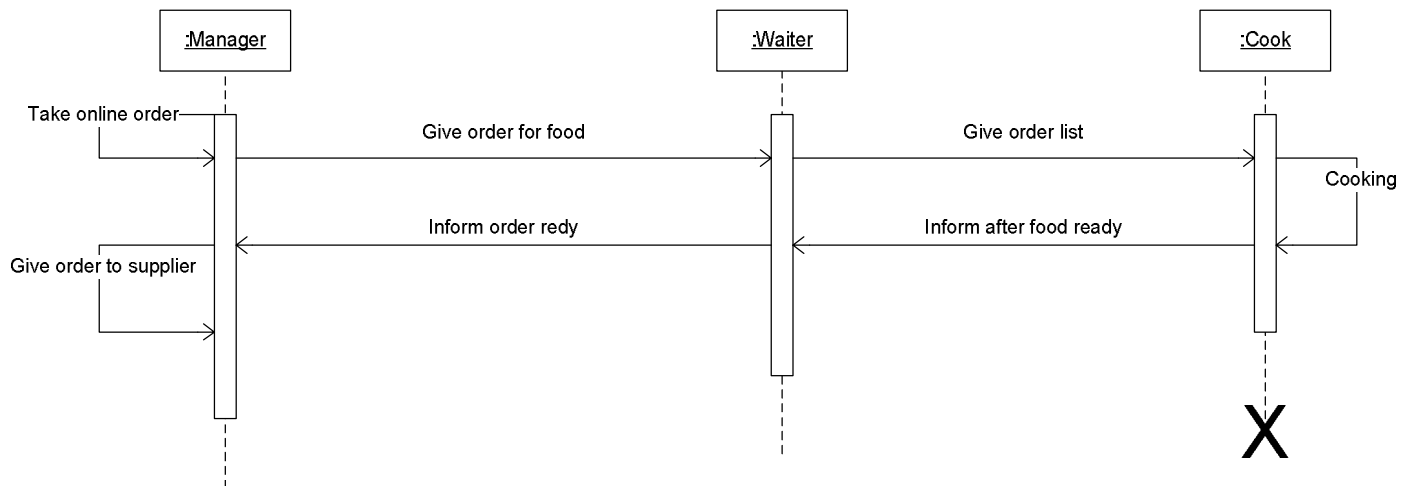 :Manager
:Waiter
:Cook
Take online order
Give order for food
Give order list
Cooking
Inform order redy
Inform after food ready
Give order to supplier
X